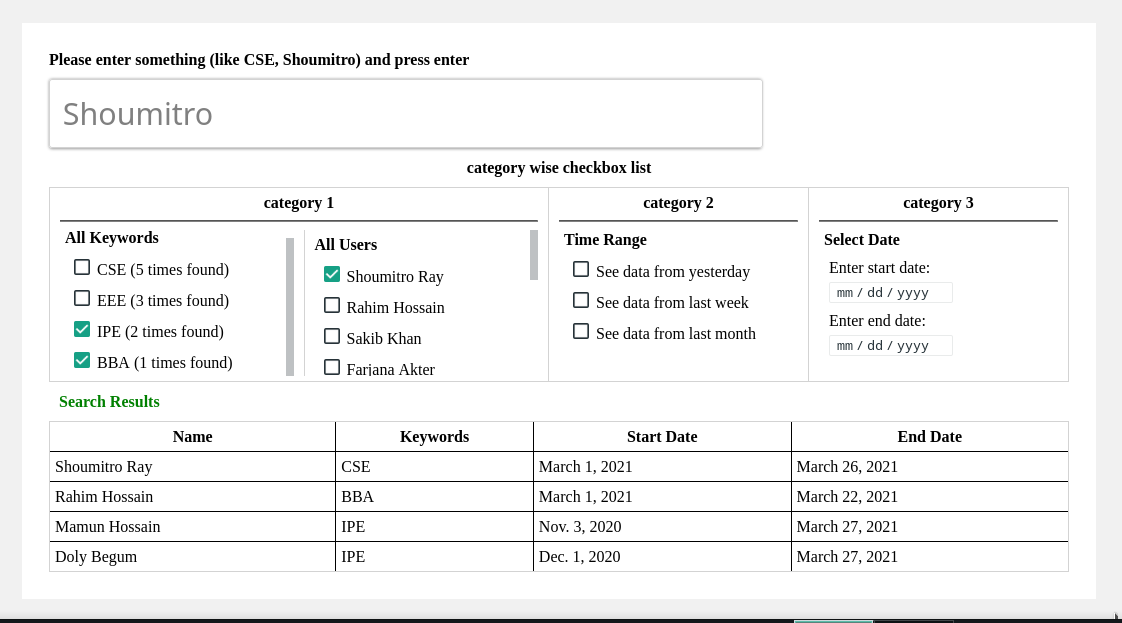 Please enter something (like CSE, Shoumitro) and press enter
Shoumitro
category wise checkbox list
category 1
All Keywords
CSE (5 times found)
EEE (3 times found)
IPE (2 times found)
BBA (1 times found)
All Users
Shoumitro Ray
Rahim Hossain
Sakib Khan
Farjana Akter
category 2
Time Range
See data from yesterday
See data from last week
See data from last month
category 3
Select Date
Enter start date:
mm / dd / yyyy
Enter end date:
mm / dd / yyyy
Search Results
Name Keywords Start Date End Date
Shoumitro Ray CSE March 1, 2021 March 26, 2021
Rahim Hossain BBA March 1, 2021 March 22, 2021
Mamun Hossain IPE Nov. 3, 2020 March 27, 2021
Doly Begum IPE Dec. 1, 2020 March 27, 2021